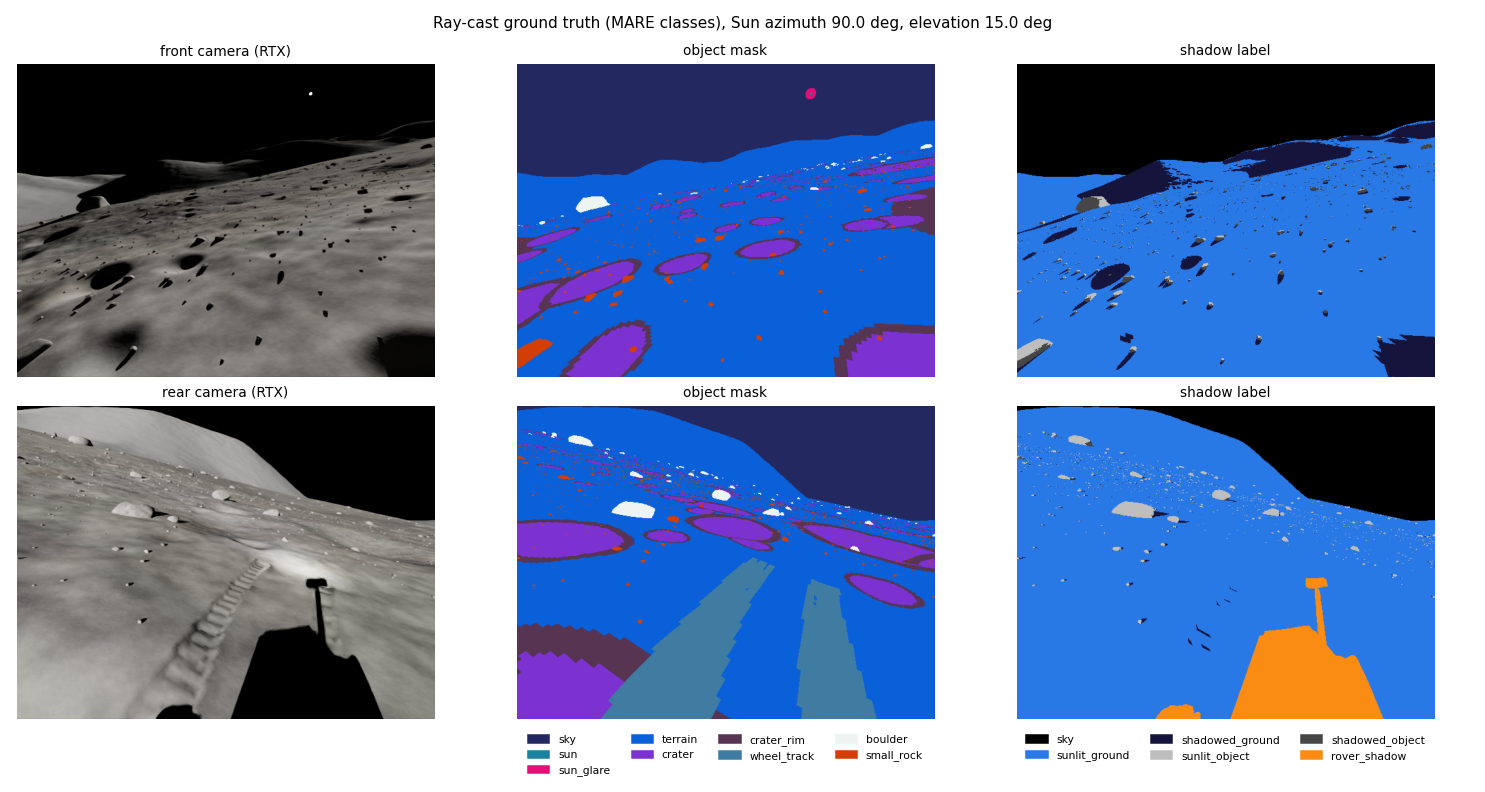 Ray-cast ground truth (MARE classes), Sun azimuth 90.0 deg, elevation 15.0 deg
front camera (RTX)
object mask
shadow label
rear camera (RTX)
object mask
shadow label
sky
sun
sun_glare
terrain
crater
crater_rim
wheel_track
boulder
small_rock
sky
sunlit_ground
shadowed_ground
sunlit_object
shadowed_object
rover_shadow